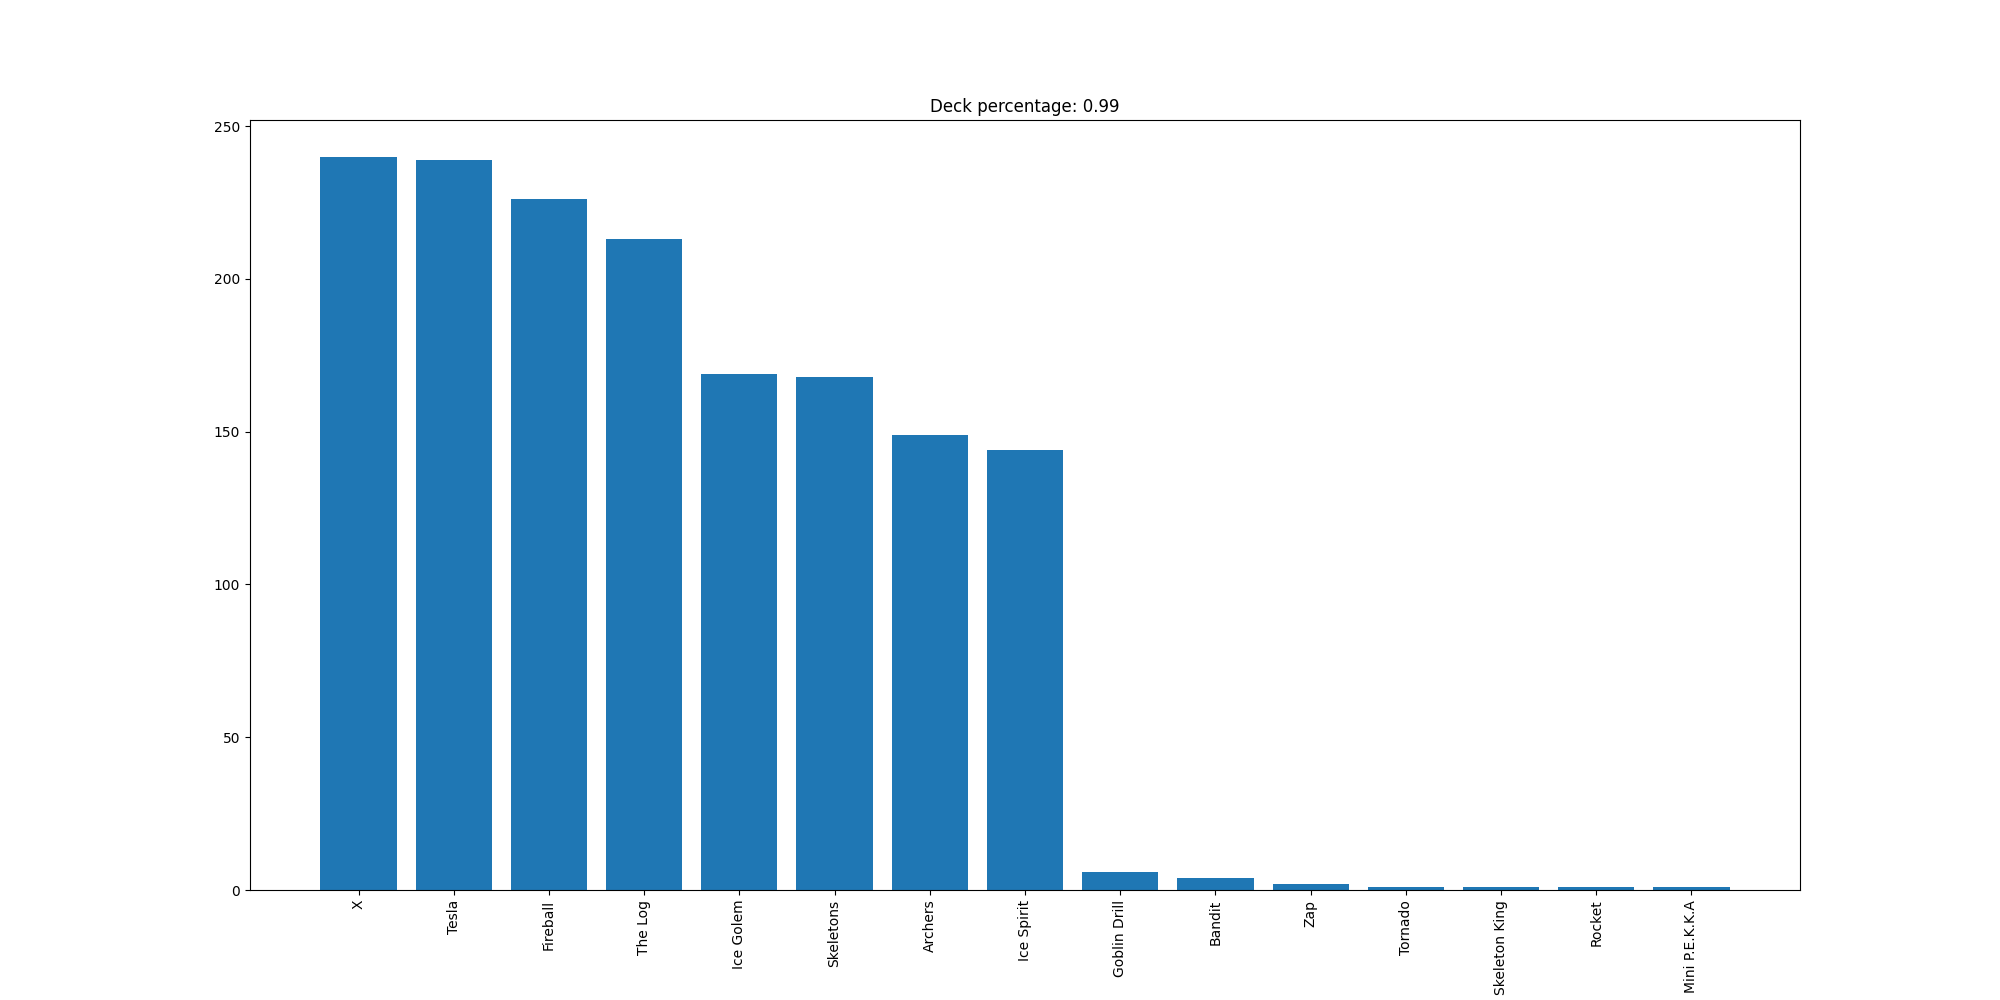 Deck percentage: 0.99
250
200
150
100
50
0
X
Tesla
Fireball
The Log
Ice Golem
Skeletons
Archers
Ice Spirit
Goblin Drill
Bandit
Zap
Tornado
Skeleton King
Rocket
Mini P.E.K.K.A